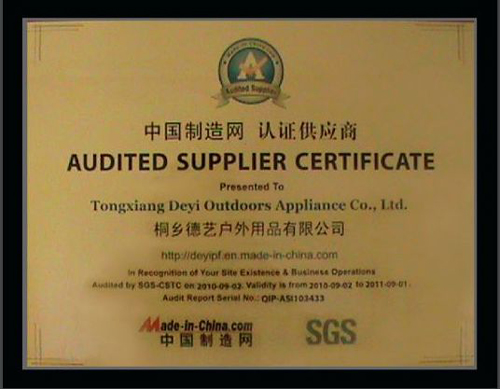 MADE-IN-CHINA.COM
Audited Supplier
中国制造网 认证供应商
AUDITED SUPPLIER CERTIFICATE
Presented To
Tongxiang Deyi Outdoors Appliance Co., Ltd.
桐乡德艺户外用品有限公司
http://deyipf.en.made-in-china.com
in Recognition of Your Site Existence & Business Operations
Audited by SGS-CSTC on 2010-09-02. Validity is from 2010-09-02 to 2011-09-01.
Audit Report Serial No.: QIP-ASI103433
Made-in-China.com
中国制造网
SGS